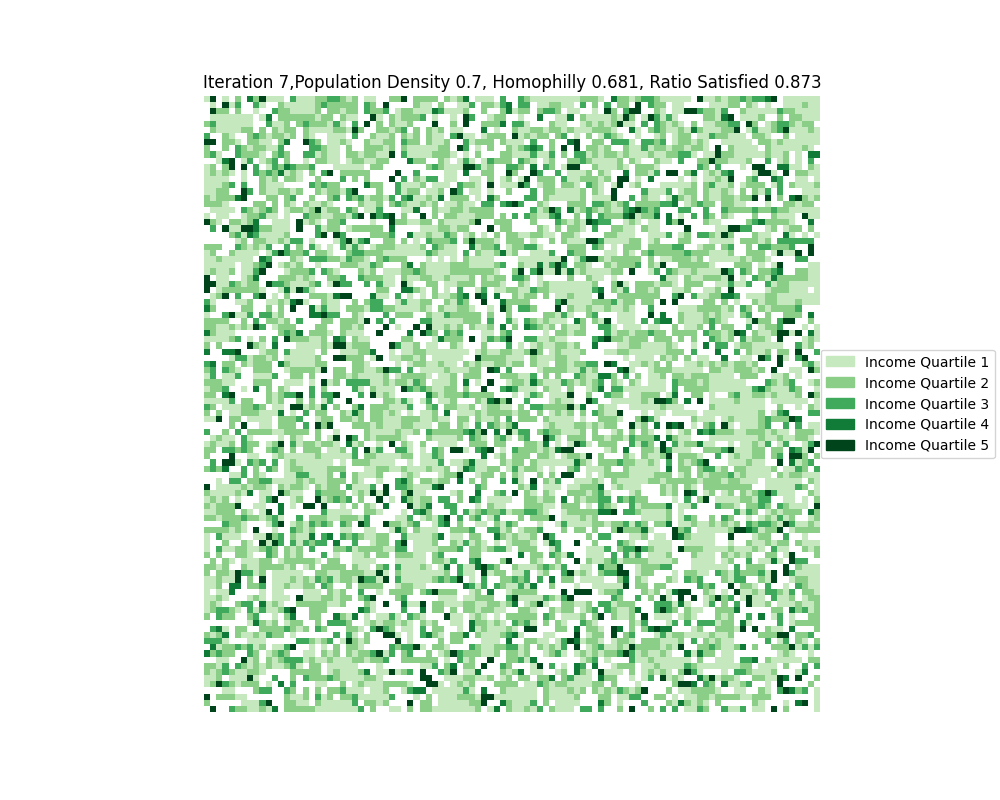 Iteration 7,Population Density 0.7, Homophilly 0.681, Ratio Satisfied 0.873
Income Quartile 1
Income Quartile 2
Income Quartile 3
Income Quartile 4
Income Quartile 5